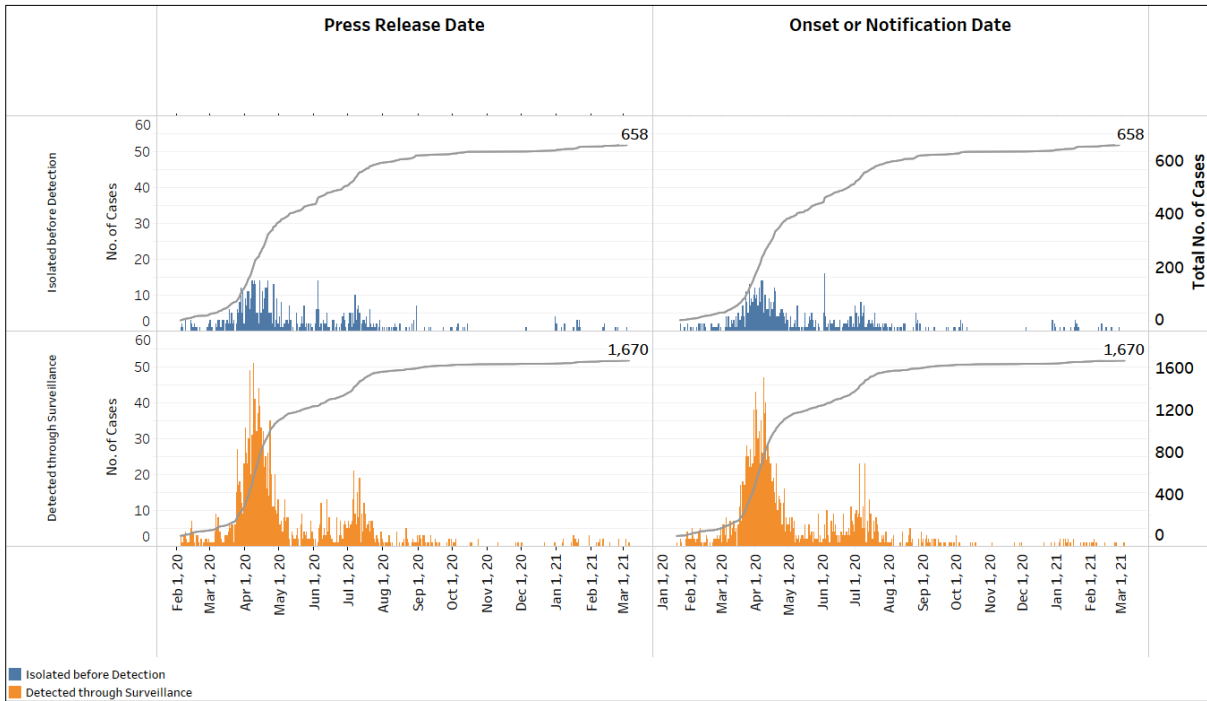 Press Release Date
Onset or Notification Date
Isolated before Detection
No. of Cases
60
50
40
30
20
10
0
658
658
600
400
200
0
Total No. of Cases
Detected through Surveillance
No. of Cases
60
50
40
30
20
10
0
1,670
1,670
1600
1200
800
400
0
Feb 1, 20
Mar 1, 20
Apr 1, 20
May 1, 20
Jun 1, 20
Jul 1, 20
Aug 1, 20
Sep 1, 20
Oct 1, 20
Nov 1, 20
Dec 1, 20
Jan 1, 21
Feb 1, 21
Mar 1, 21
Jan 1, 20
Feb 1, 20
Mar 1, 20
Apr 1, 20
May 1, 20
Jun 1, 20
Jul 1, 20
Aug 1, 20
Sep 1, 20
Oct 1, 20
Nov 1, 20
Dec 1, 20
Jan 1, 21
Feb 1, 21
Mar 1, 21
Isolated before Detection
Detected through Surveillance